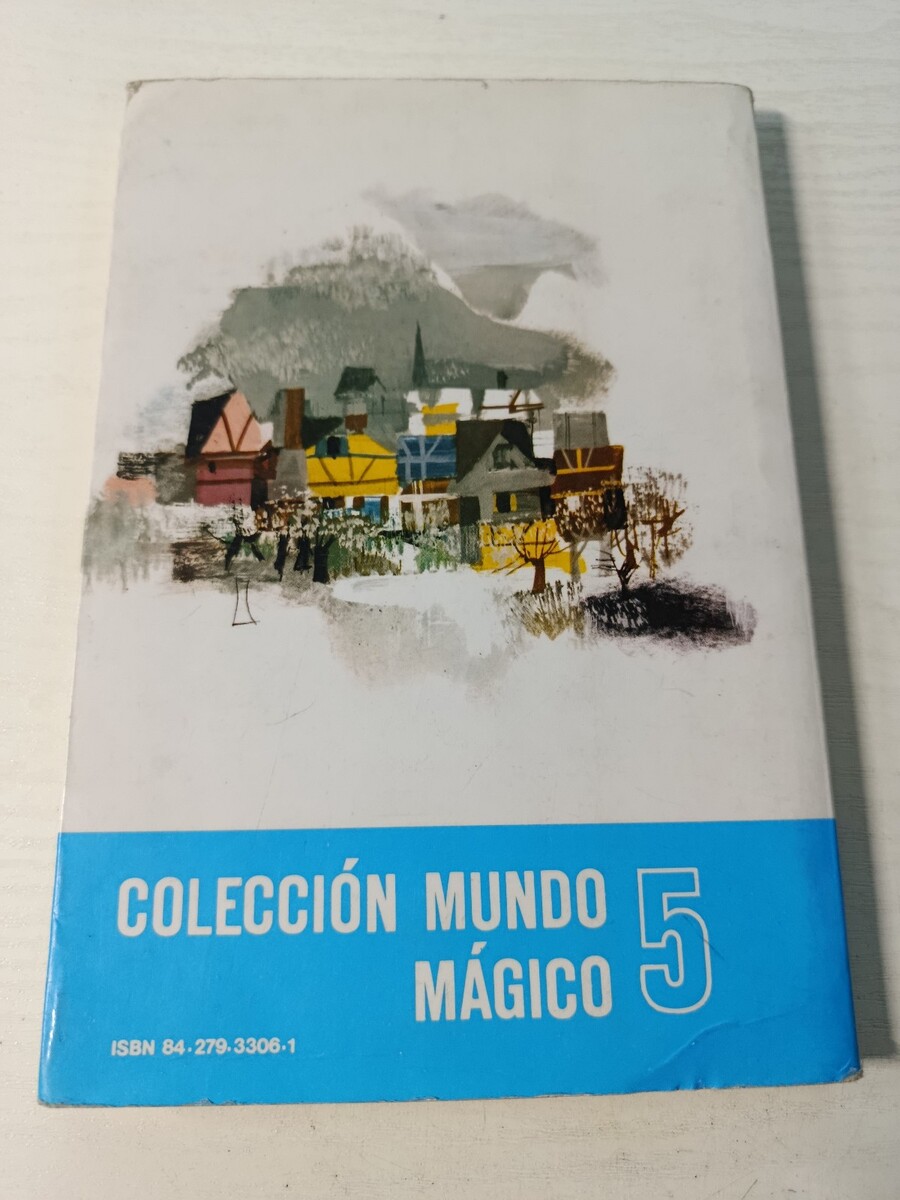 COLECCIÓN MUNDO
MÁGICO 5
ISBN 84.279.3306.1